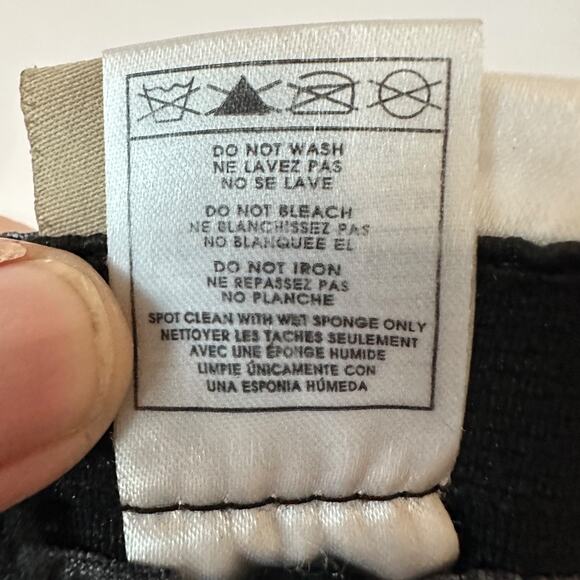 DO NOT WASH
NE LAVEZ PAS
NO SE LAVE
DO NOT BLEACH
NE BLANCHISSEZ PAS
NO BLANQUEE EL
DO NOT IRON
NE REPASSEZ PAS
NO PLANCHE
SPOT CLEAN WITH WET SPONGE ONLY
NETTOYER LES TACHES SEULEMENT
AVEC UNE ÉPONGE HUMIDE
LIMPIE ÚNICAMENTE CON
UNA ESPONIA HÚMEDA